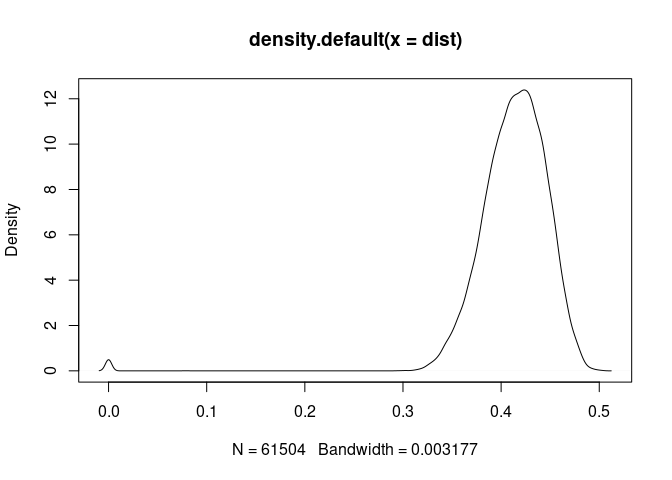 density.default(x = dist)
Density
0 2 4 6 8 10 12
0.0 0.1 0.2 0.3 0.4 0.5
N = 61504 Bandwidth = 0.003177